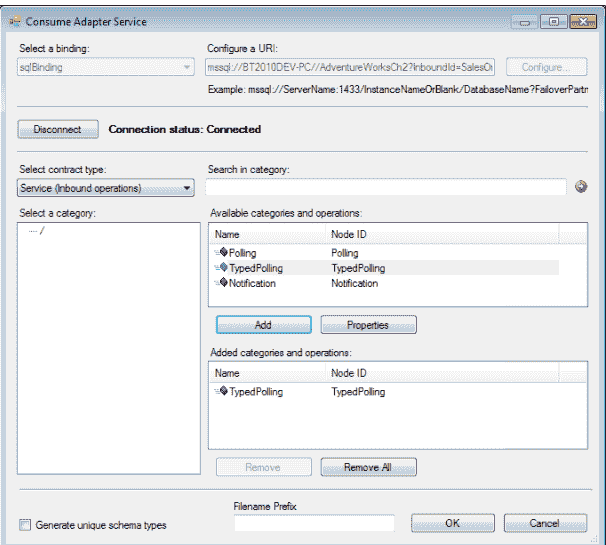 Consume Adapter Service
Select a binding:
Configure a URI:
sqlBinding
mssql://BT2010DEV-PC//AdventureWorksCh2?InboundId=SalesOr
Configure...
Example: mssql://ServerName:1433/InstanceNameOrBlank/DatabaseName?FailoverPartn
Disconnect
Connection status: Connected
Select contract type:
Search in category:
Service (Inbound operations)
Select a category:
Available categories and operations:
/
Name Node ID
Polling Polling
TypedPolling TypedPolling
Notification Notification
Add
Properties
Added categories and operations:
Name Node ID
TypedPolling TypedPolling
Remove
Remove All
Filename Prefix
Generate unique schema types
OK
Cancel